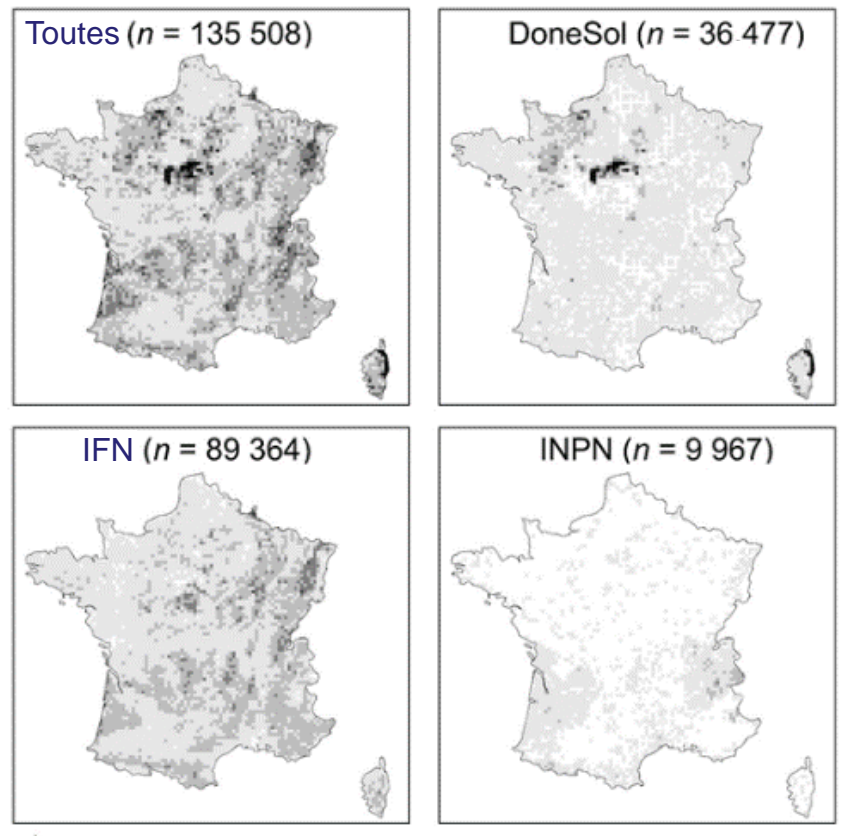 Toutes (n = 135 508)
DoneSol (n = 36 477)
IFN (n = 89 364)
INPN (n = 9 967)